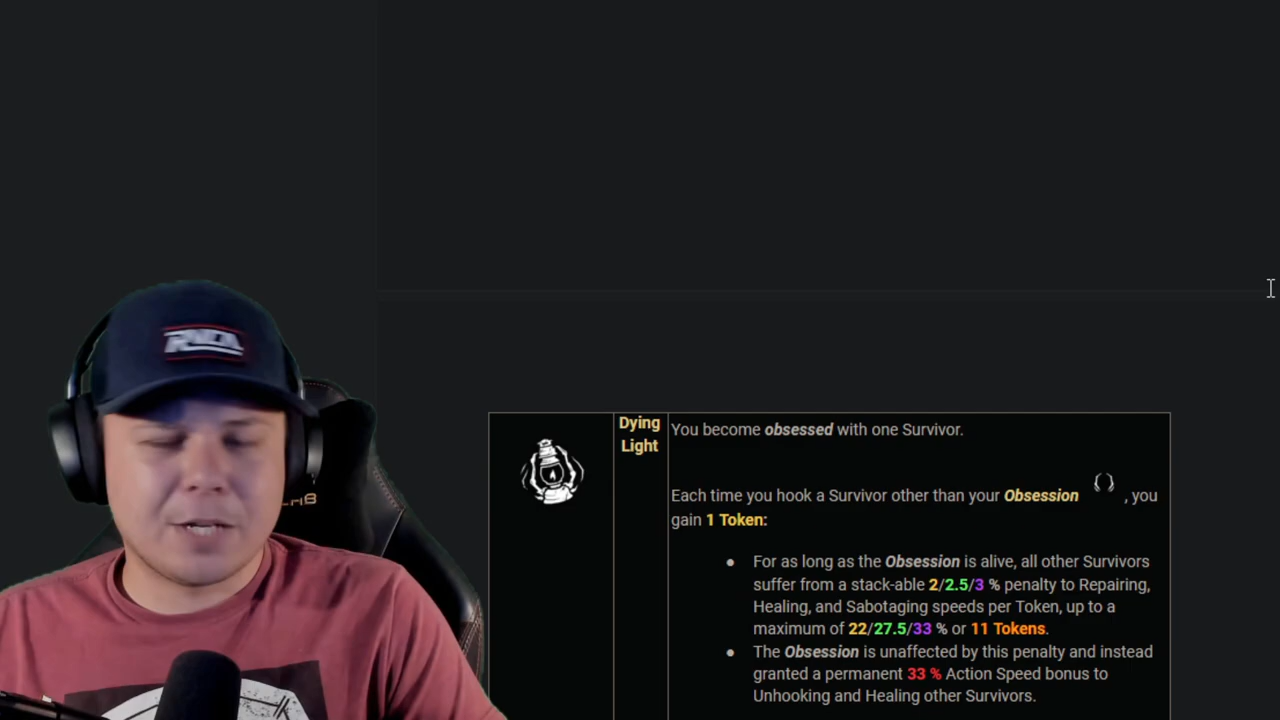 Dying
Light
You become obsessed with one Survivor.
Each time you hook a Survivor other than your Obsession , you
gain 1 Token:
● For as long as the Obsession is alive, all other Survivors
suffer from a stack-able 2/2.5/3 % penalty to Repairing,
Healing, and Sabotaging speeds per Token, up to a
maximum of 22/27.5/33 % or 11 Tokens.
● The Obsession is unaffected by this penalty and instead
granted a permanent 33 % Action Speed bonus to
Unhooking and Healing other Survivors.